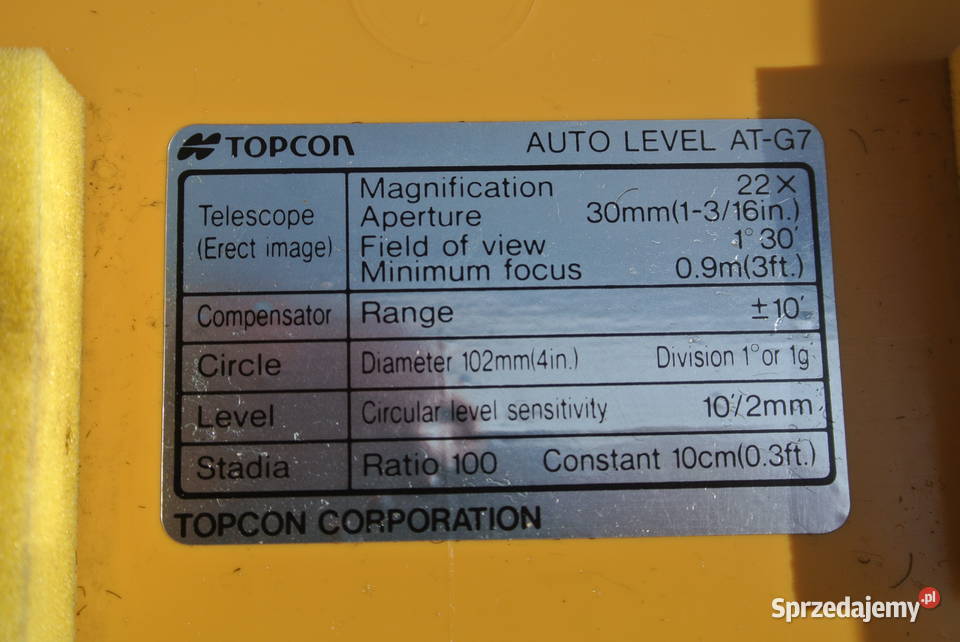 TOPCON AUTO LEVEL AT-G7
Telescope
(Erect image)
Magnification 22×
Aperture 30mm(1-3/16in.)
Field of view 1°30′
Minimum focus 0.9m(3ft.)
Compensator Range ±10′
Circle Diameter 102mm(4in.) Division 1°or 1g
Level Circular level sensitivity 10′/2mm
Stadia Ratio 100 Constant 10cm(0.3ft.)
TOPCON CORPORATION
Sprzedajemy.pl